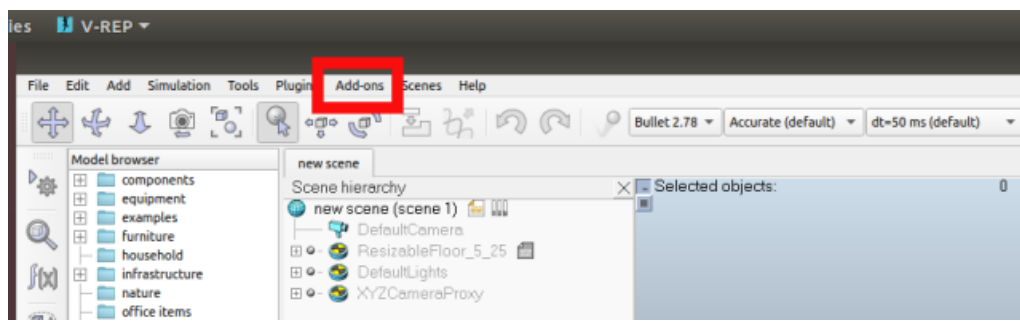 ies V-REP
File Edit Add Simulation Tools Plugin Add-ons Scenes Help
Bullet 2.78 Accurate (default) dt=50 ms (default)
Model browser
components
equipment
examples
furniture
household
infrastructure
nature
office items
f(x)
new scene
Scene hierarchy
new scene (scene 1)
DefaultCamera
ResizableFloor_5_25
DefaultLights
XYZCameraProxy
Selected objects: 0